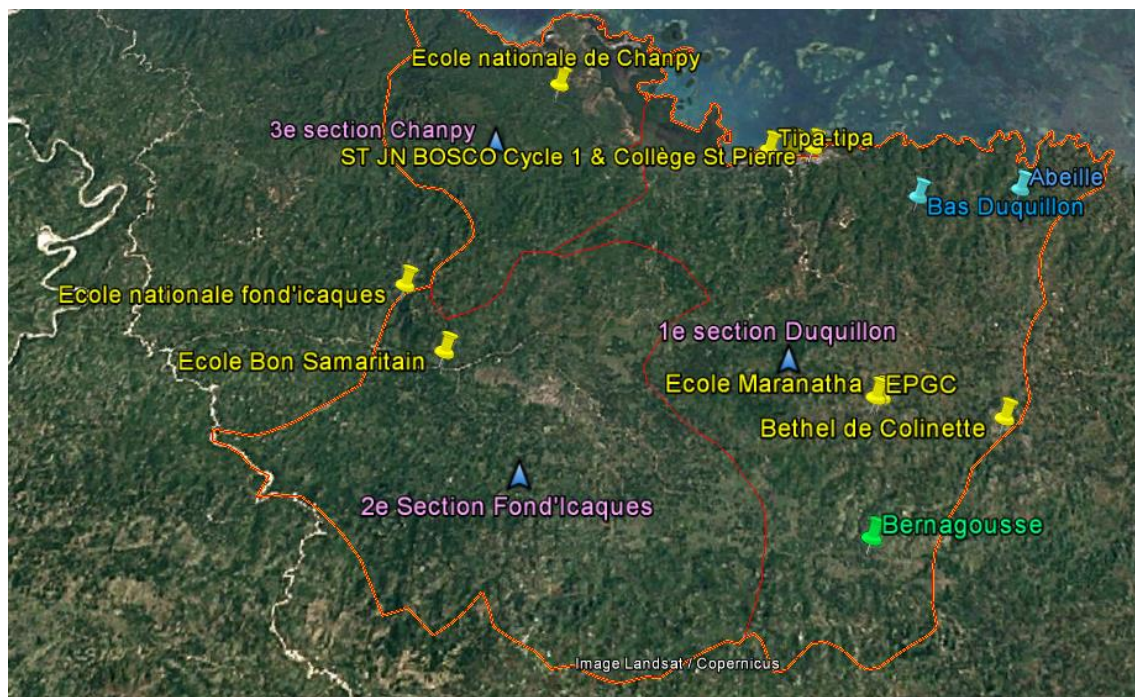 Ecole nationale de Chanpy
3e section Chanpy
Tipa-tipa
ST JN BOSCO Cycle 1 & Collège St Pierre
Abeille
Bas Duquillon
Ecole nationale fond'icaques
1e section Duquillon
Ecole Bon Samaritain
Ecole Maranatha
EPGC
Bethel de Colinette
2e Section Fond'Icaques
Bernagousse
Image Landsat / Copernicus